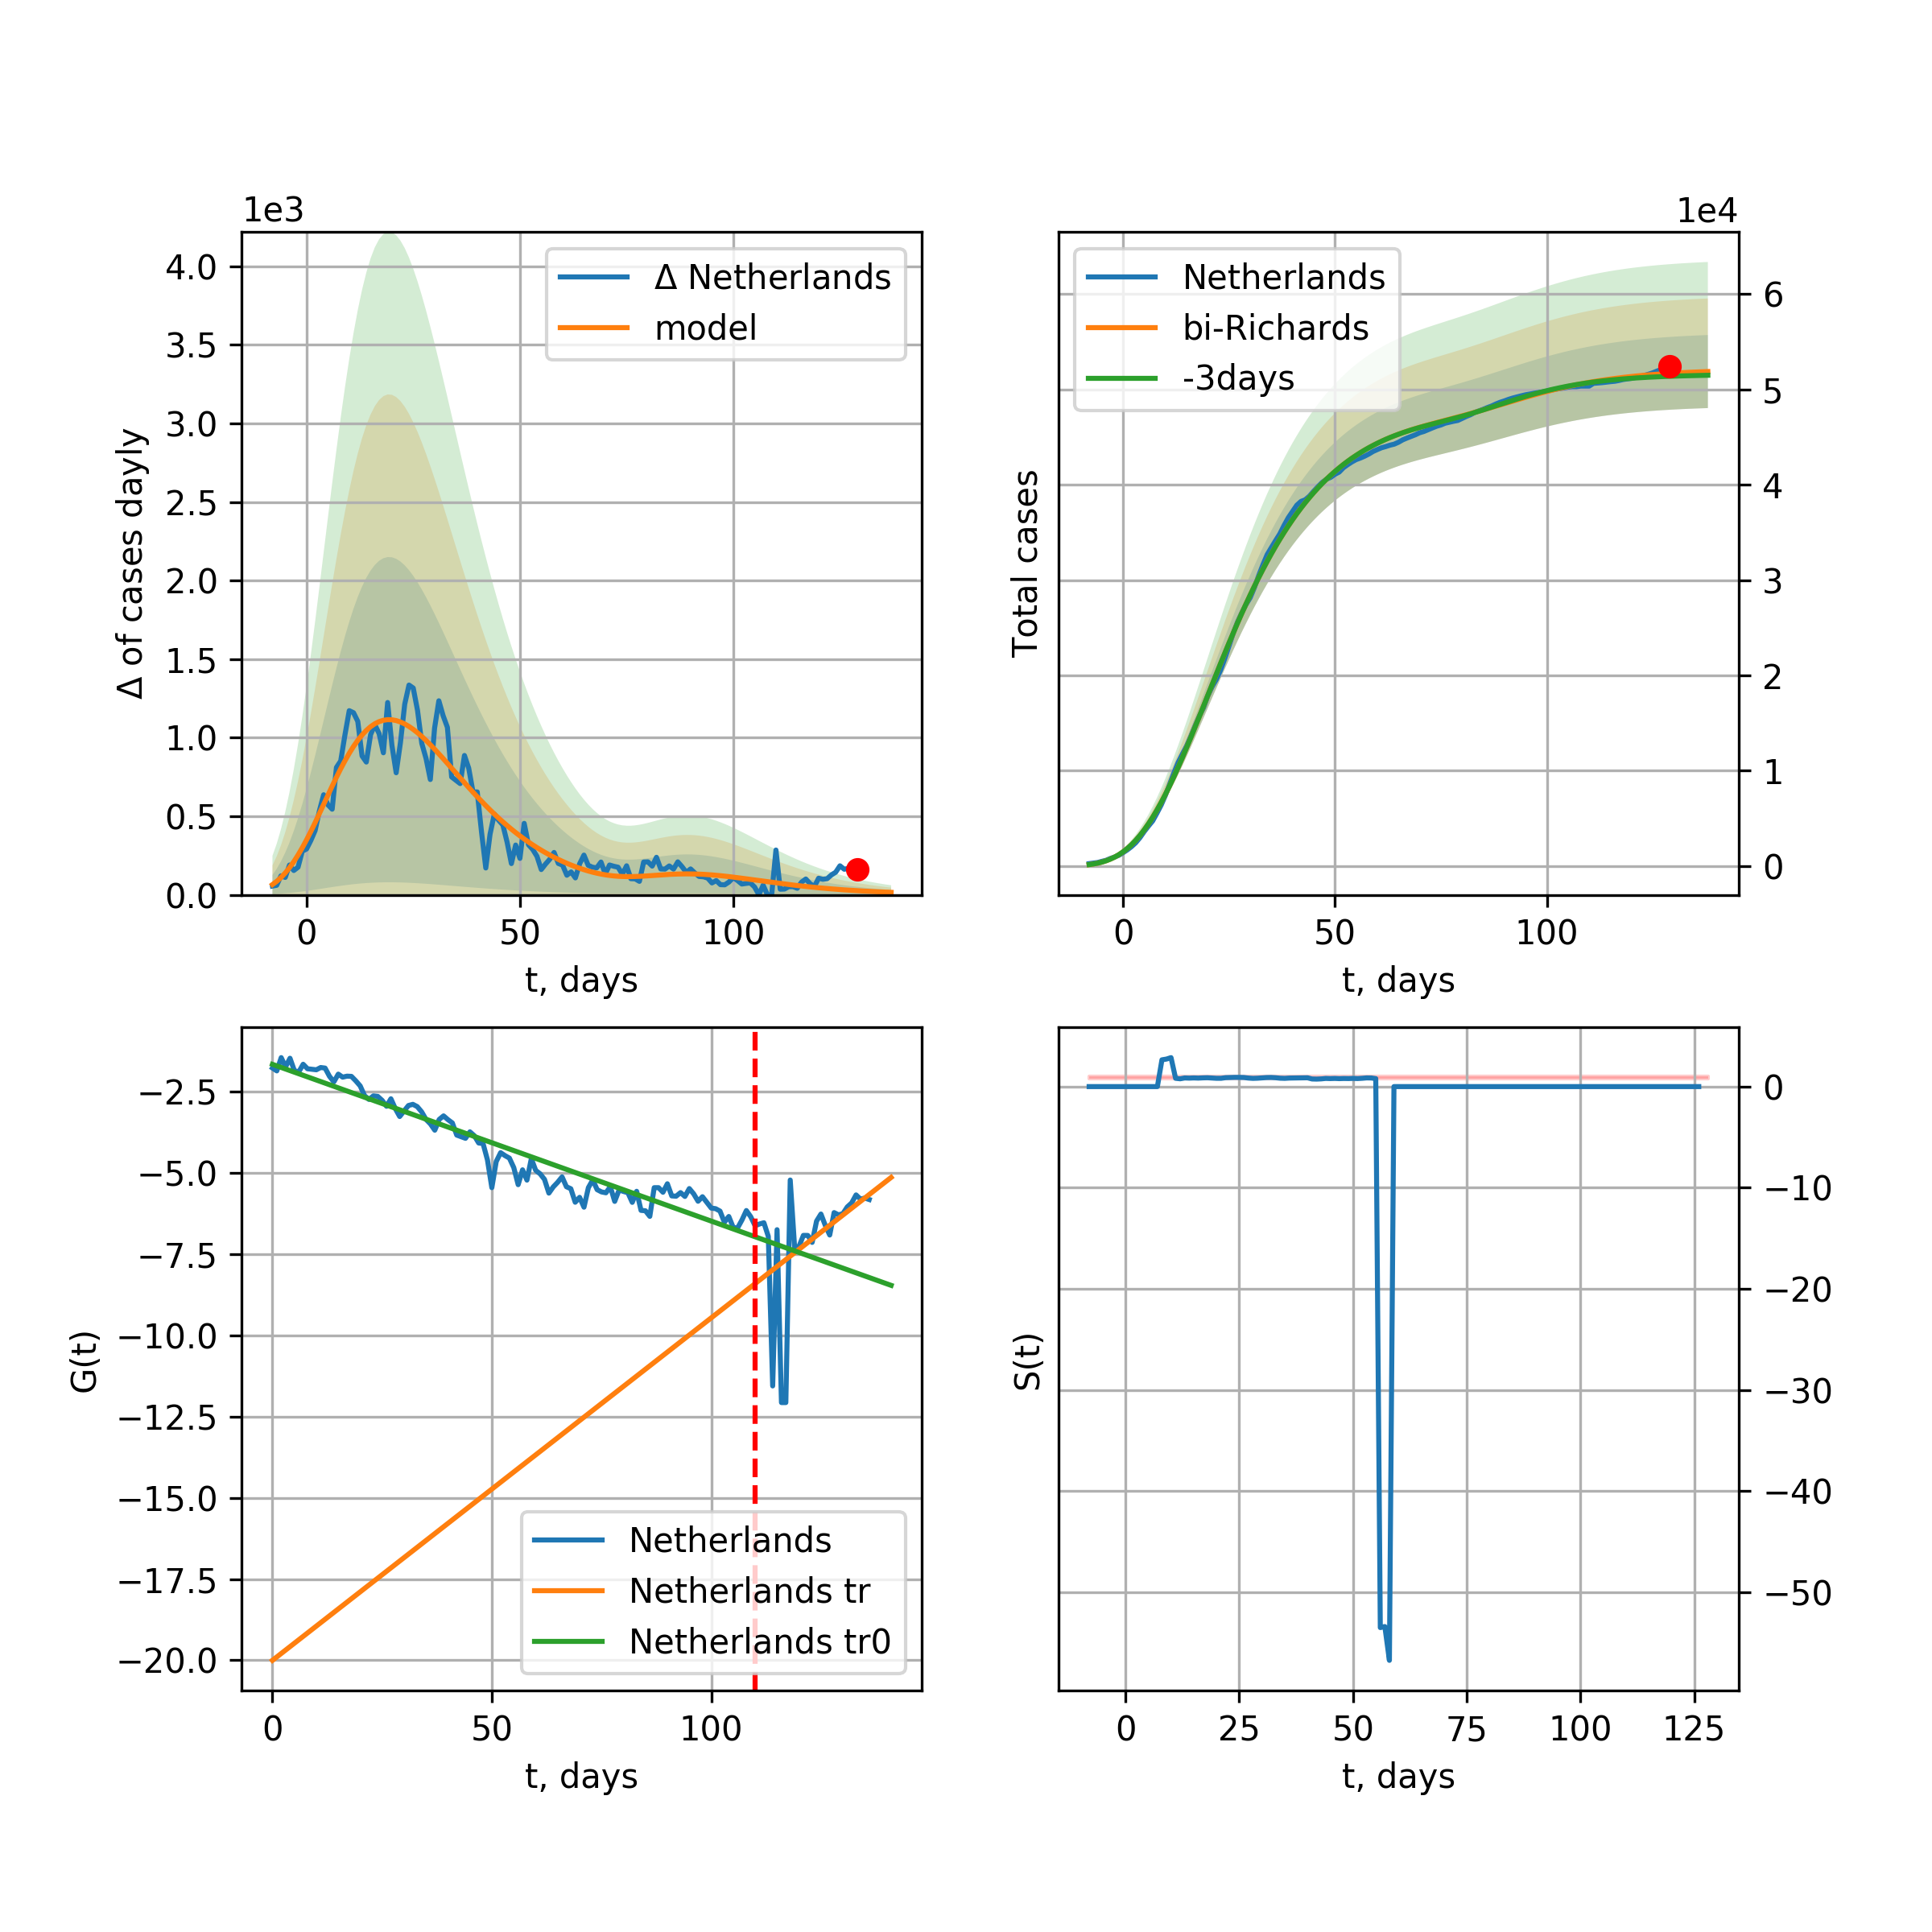 1e3
4.0
3.5
3.0
2.5
2.0
1.5
1.0
0.5
0.0
Δ of cases dayly
Δ Netherlands
model
0 50 100
t, days
1e4
6
5
4
3
2
1
0
Total cases
Netherlands
bi-Richards
-3days
0 50 100
t, days
−2.5
−5.0
−7.5
−10.0
−12.5
−15.0
−17.5
−20.0
G(t)
Netherlands
Netherlands tr
Netherlands tr0
0 50 100
t, days
0
−10
−20
−30
−40
−50
S(t)
0 25 50 75 100 125
t, days